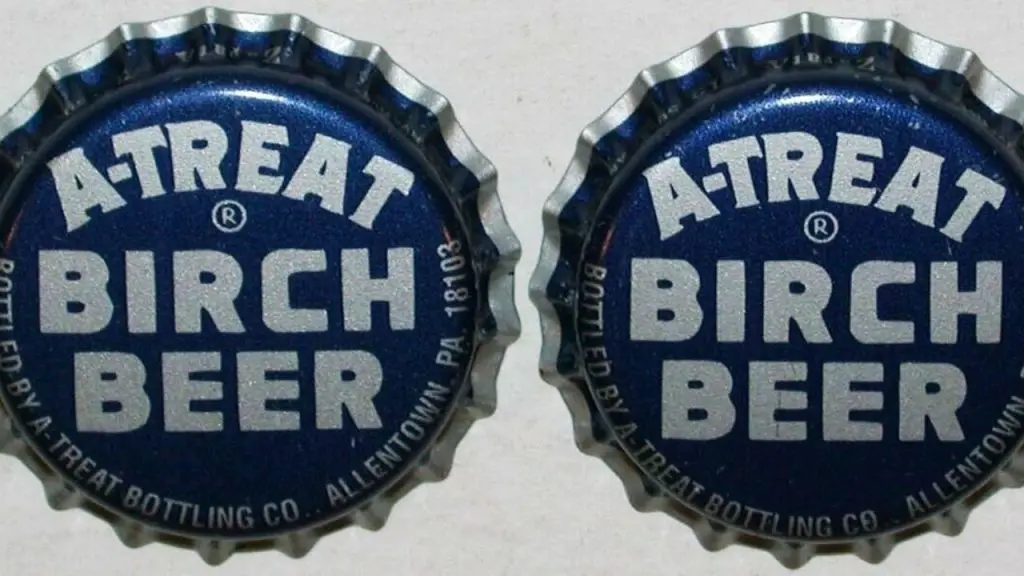 A-TREAT
®
BIRCH
BEER
BOTTLED BY A-TREAT BOTTLING CO., ALLENTOWN, PA. 18103
A-TREAT
®
BIRCH
BEER
BOTTLED BY A-TREAT BOTTLING CO., ALLENTOWN